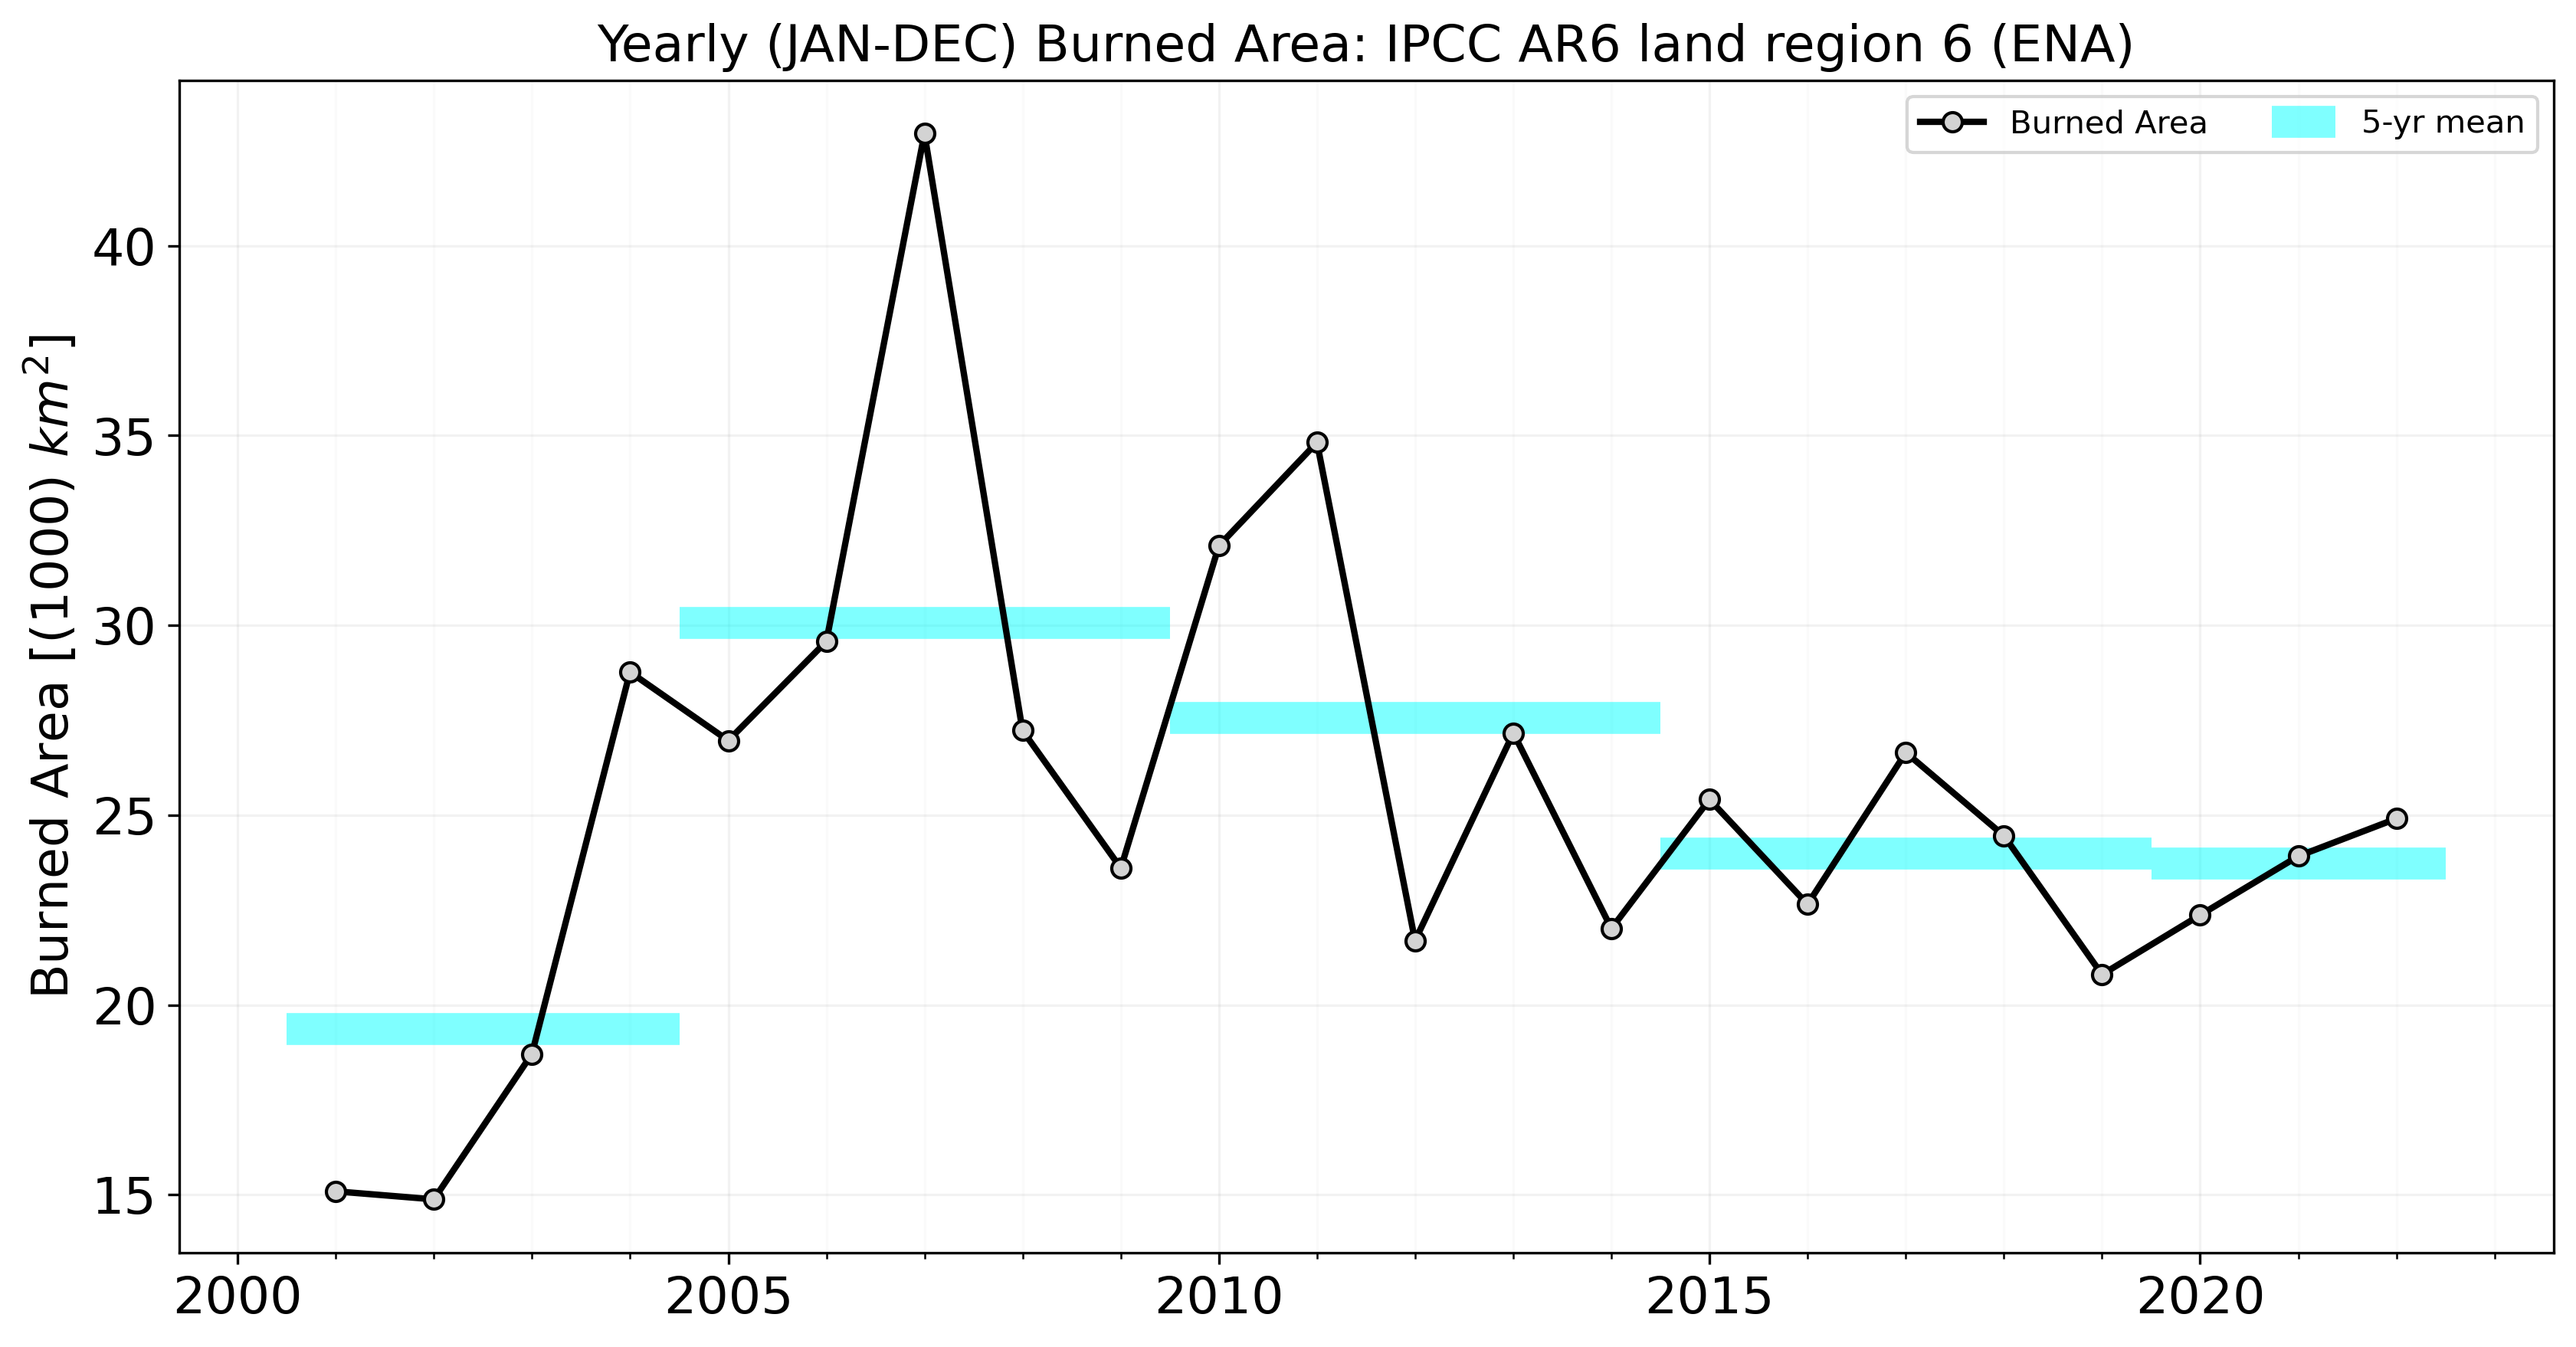 Yearly (JAN-DEC) Burned Area: IPCC AR6 land region 6 (ENA)
Burned Area
5-yr mean
Burned Area [(1000) km²]
40
35
30
25
20
15
2000
2005
2010
2015
2020